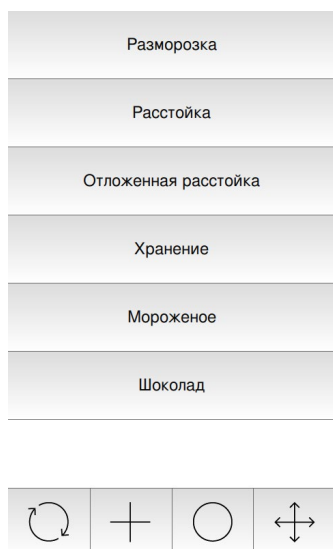 Разморозка
Расстойка
Отложенная расстойка
Хранение
Мороженое
Шоколад